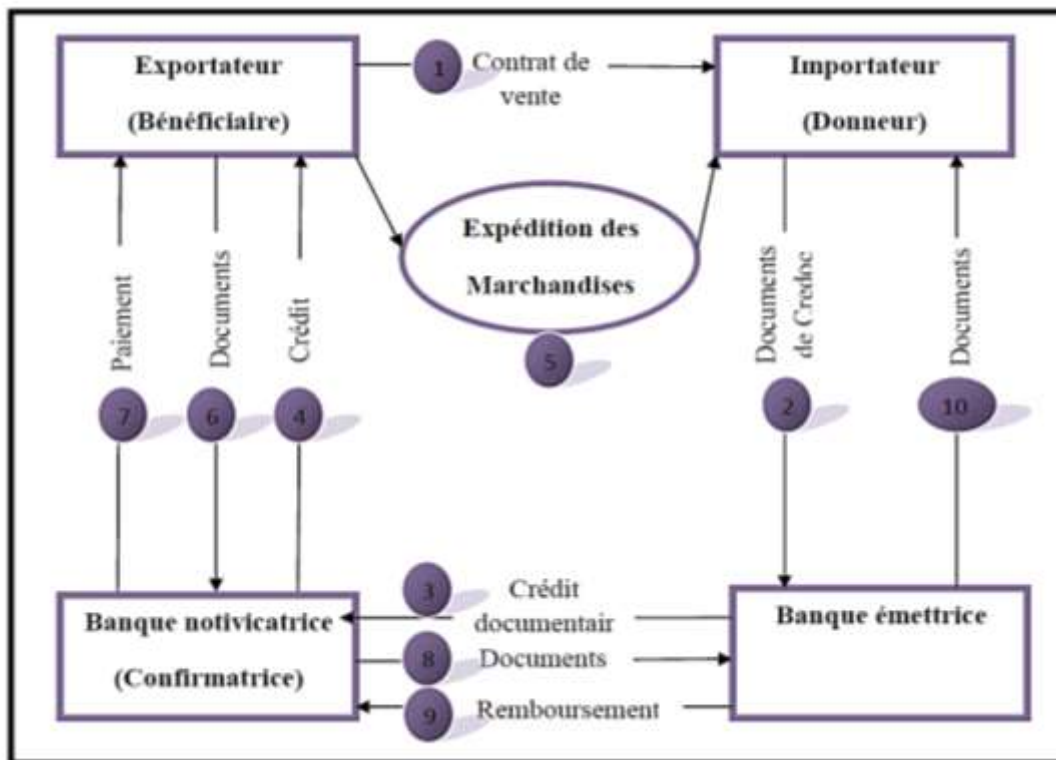 Exportateur
(Bénéficiaire)
1
Contrat de
vente
Importateur
(Donneur)
Expédition des
Marchandises
5
Paiement
Documents
Crédit
Documents
de Credoc
Documents
7
6
4
2
10
Banque notivicatrice
(Confirmatrice)
3
Crédit
documentair
8
Documents
9
Remboursement
Banque émettrice